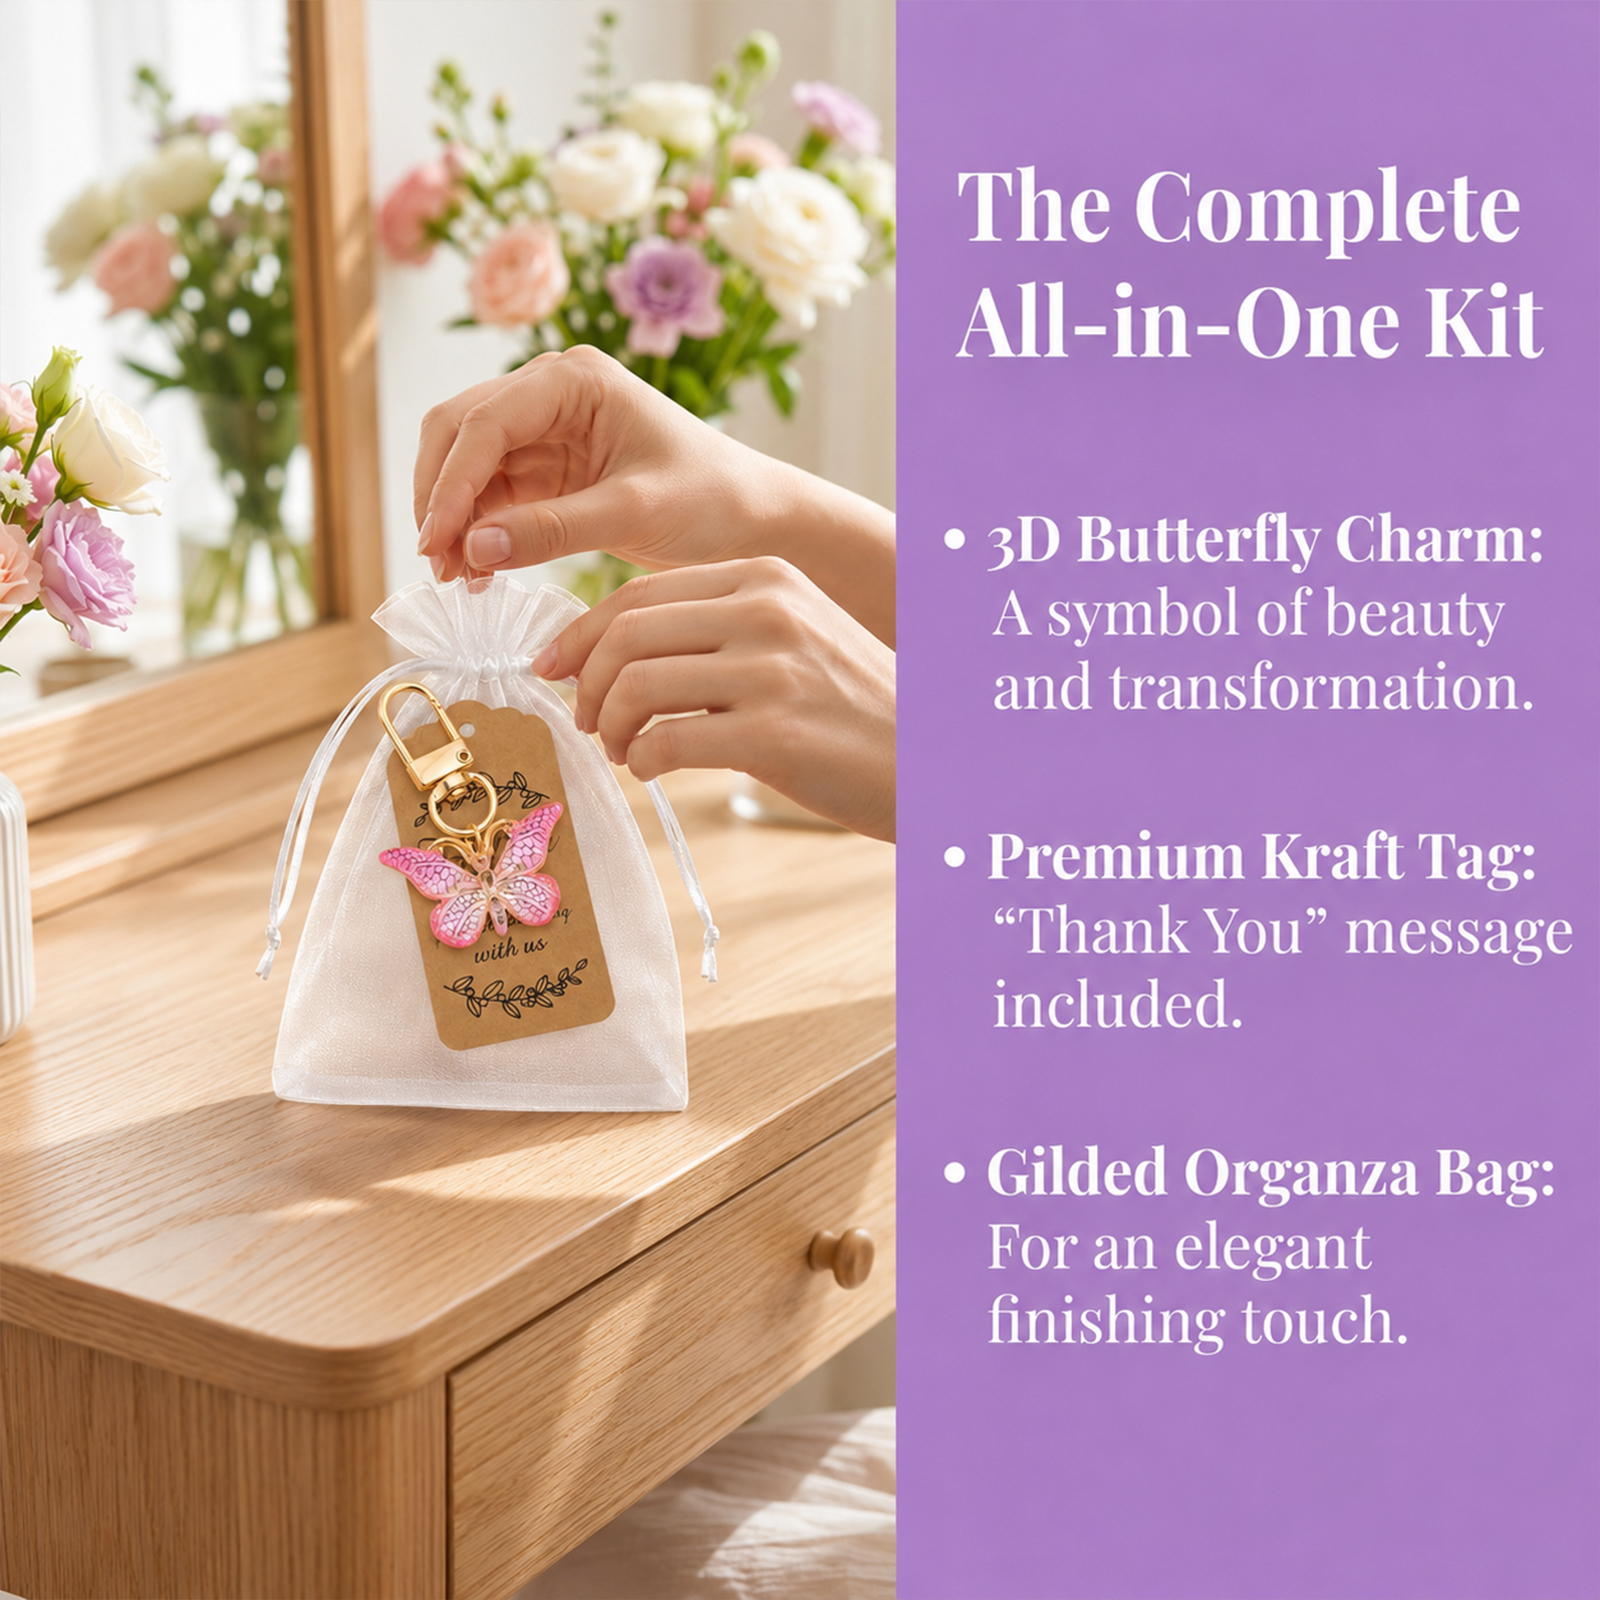 The Complete
All-in-One Kit
• 3D Butterfly Charm:
A symbol of beauty
and transformation.
• Premium Kraft Tag:
“Thank You” message
included.
• Gilded Organza Bag:
For an elegant
finishing touch.
with us